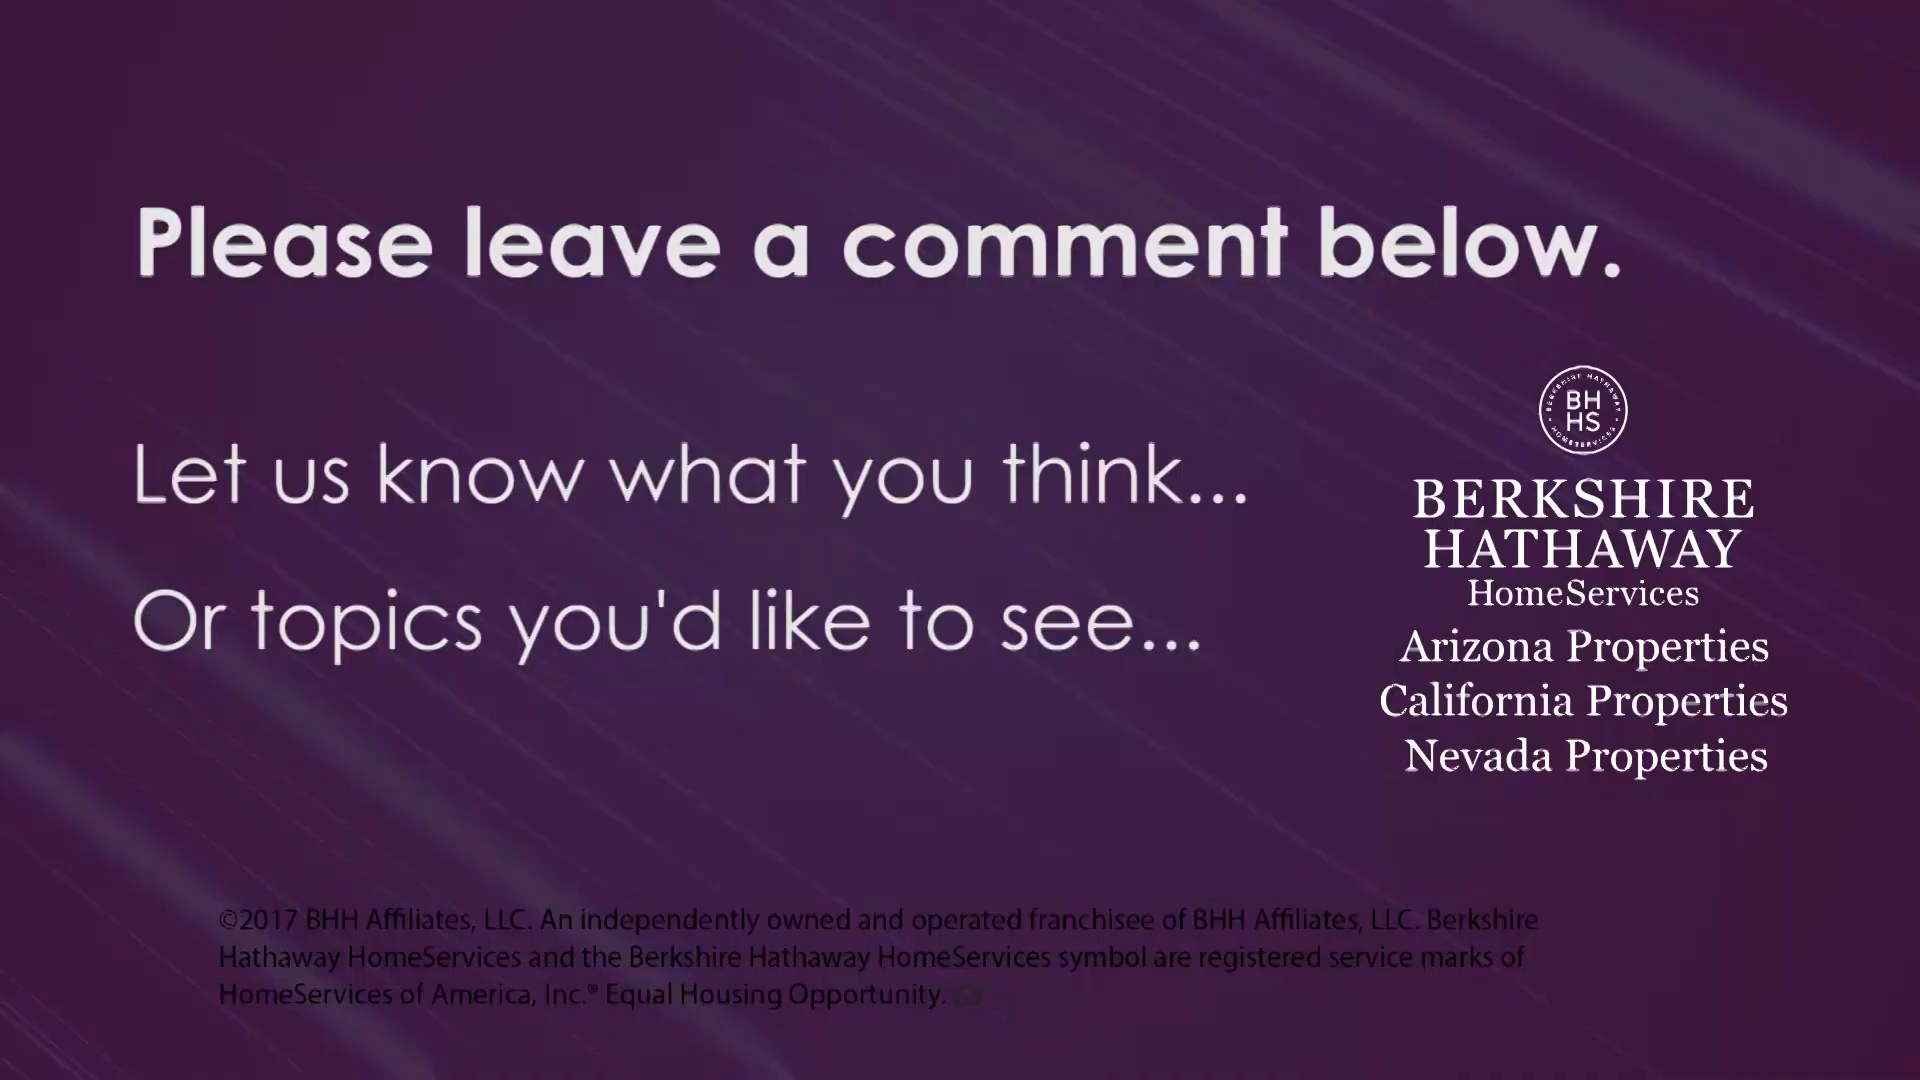 Please leave a comment below.
Let us know what you think...
Or topics you'd like to see...
BERKSHIRE HATHAWAY
BH
HS
HOMESERVICES
BERKSHIRE
HATHAWAY
HomeServices
Arizona Properties
California Properties
Nevada Properties
©2017 BHH Affiliates, LLC. An independently owned and operated franchisee of BHH Affiliates, LLC. Berkshire
Hathaway HomeServices and the Berkshire Hathaway HomeServices symbol are registered service marks of
HomeServices of America, Inc.® Equal Housing Opportunity.